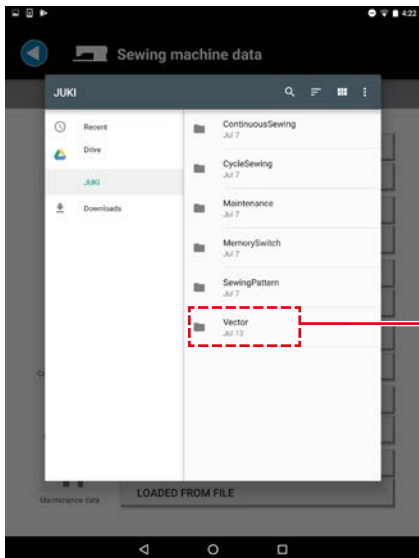 4:22
Sewing machine data
JUKI
Recent
Drive
JUKI
Downloads
ContinuousSewing
Jul 7
CycleSewing
Jul 7
Maintenance
Jul 7
MemorySwitch
Jul 7
SewingPattern
Jul 7
Vector
Jul 13
Maintenance data
LOADED FROM FILE